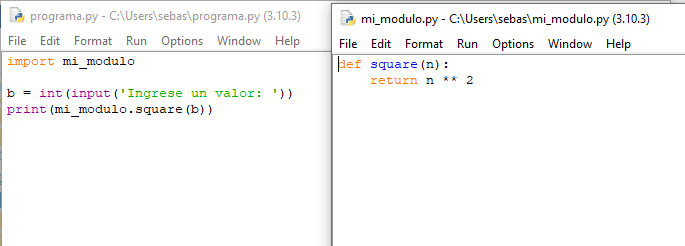 programa.py - C:\Users\sebas\programa.py (3.10.3)
File Edit Format Run Options Window Help
import mi_modulo
b = int(input('Ingrese un valor: '))
print(mi_modulo.square(b))
mi_modulo.py - C:\Users\sebas\mi_modulo.py (3.10.3)
File Edit Format Run Options Window Help
def square(n):
    return n ** 2